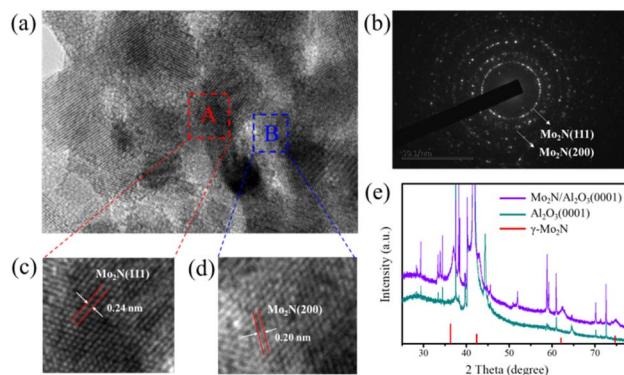 (a)
A
B
(b)
Mo₂N(111)
Mo₂N(200)
(c)
Mo₂N(111)
0.24 nm
(d)
Mo₂N(200)
0.20 nm
(e)
Mo₂N/Al₂O₃(0001)
Al₂O₃(0001)
γ-Mo₂N
Intensity (a.u.)
30 40 50 60 70
2 Theta (degree)